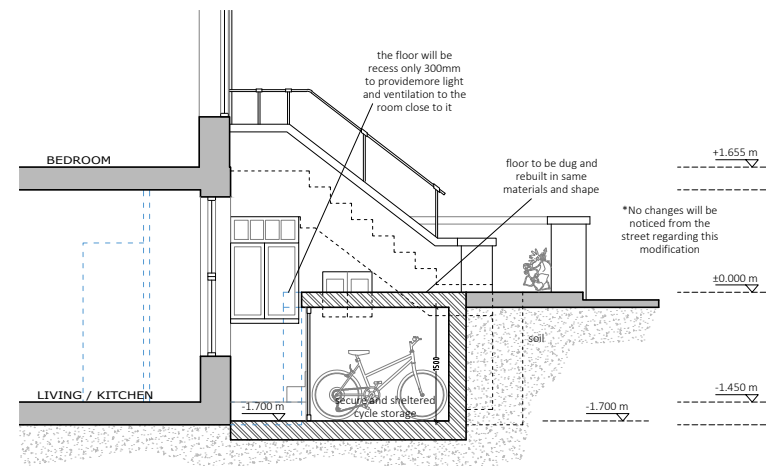 the floor will be
recess only 300mm
to providemore light
and ventilation to the
room close to it
BEDROOM
+1.655 m
floor to be dug and
rebuilt in same
materials and shape
*No changes will be
noticed from the
street regarding this
modification
±0.000 m
soil
1500
LIVING / KITCHEN
-1.450 m
secure and sheltered
cycle storage
-1.700 m
-1.700 m